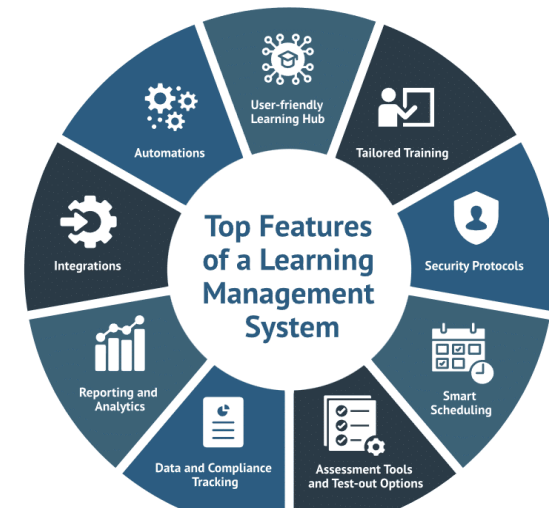 Top Features
of a Learning
Management
System
User-friendly
Learning Hub
Tailored Training
Security Protocols
Smart
Scheduling
Assessment Tools
and Test-out Options
Data and Compliance
Tracking
Reporting and
Analytics
Integrations
Automations